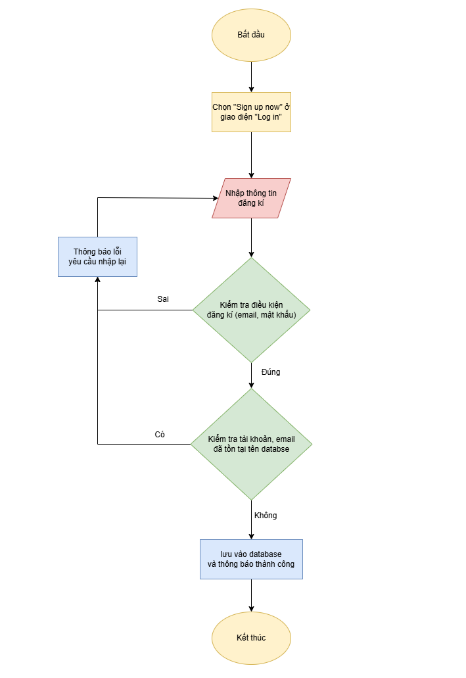 Bắt đầu
Chọn "Sign up now" ở
giao diện "Log in"
Nhập thông tin
đăng kí
Thông báo lỗi
yêu cầu nhập lại
Sai
Kiểm tra điều kiện
đăng kí (email, mật khẩu)
Đúng
Có
Kiểm tra tài khoản, email
đã tồn tại tên databse
Không
lưu vào database
và thông báo thành công
Kết thúc